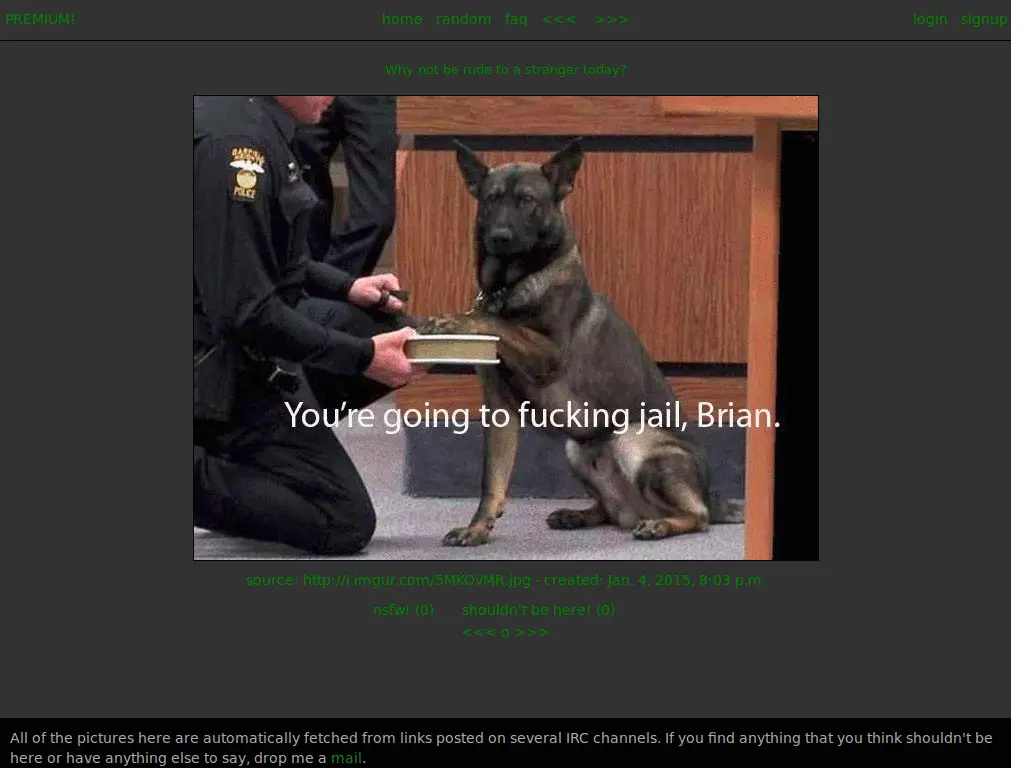 PREMIUM!
home random faq <<< >>>
login signup
Why not be rude to a stranger today?
GARFIELD
HEIGHTS
POLICE
You're going to fucking jail, Brian.
source: http://i.imgur.com/5MKOvMR.jpg - created: Jan. 4, 2015, 8:03 p.m.
nsfw! (0) shouldn't be here! (0)
<<< o >>>
All of the pictures here are automatically fetched from links posted on several IRC channels. If you find anything that you think shouldn't be
here or have anything else to say, drop me a mail.